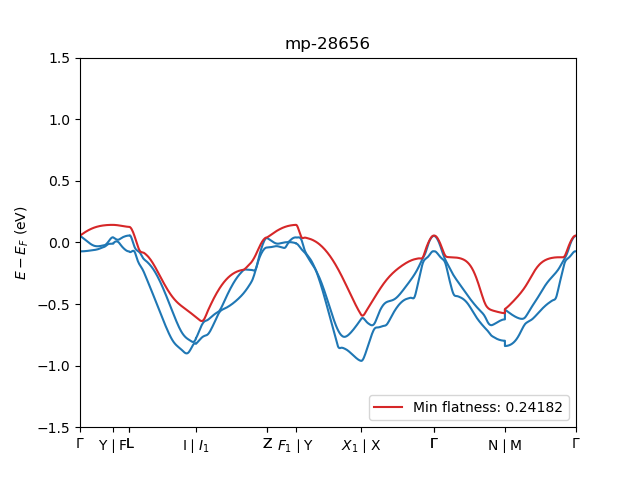 mp-28656
E − E_F (eV)
1.5
1.0
0.5
0.0
−0.5
−1.0
−1.5
Min flatness: 0.24182
Γ Y | F L I | I₁ Z F₁ | Y X₁ | X Γ N | M Γ